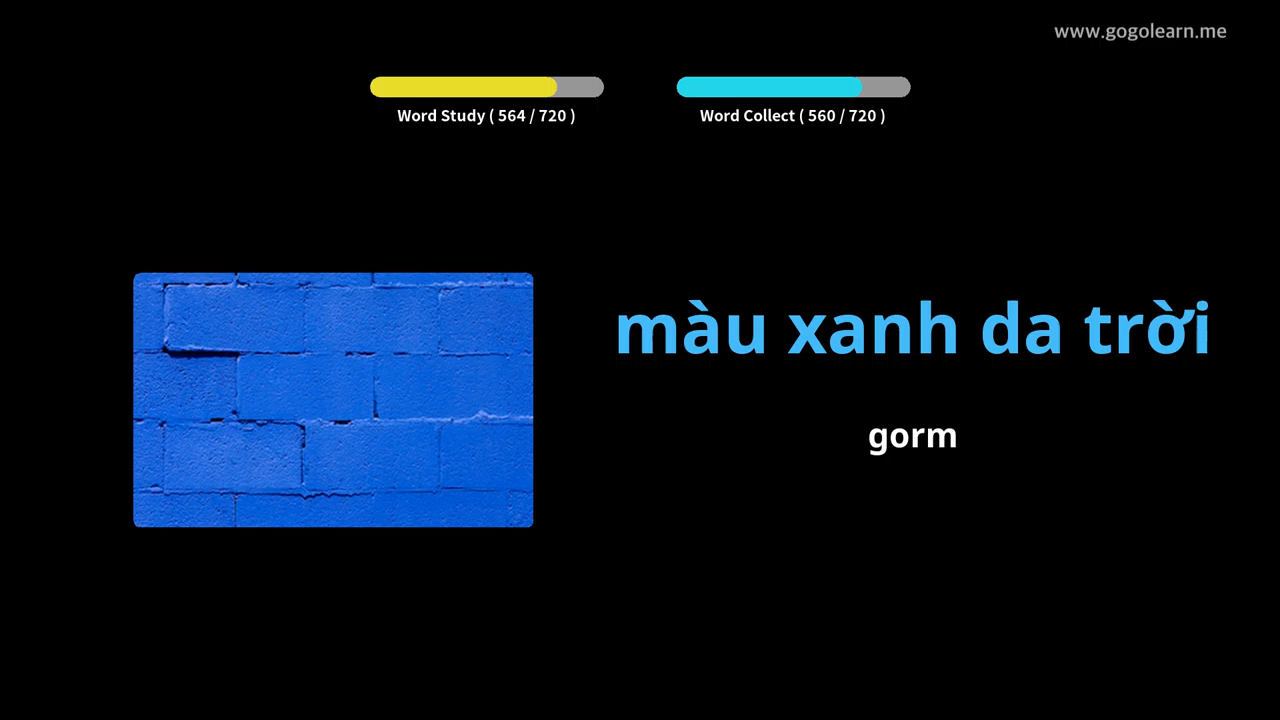 www.gogolearn.me
Word Study ( 564 / 720 )
Word Collect ( 560 / 720 )
màu xanh da trời
gorm